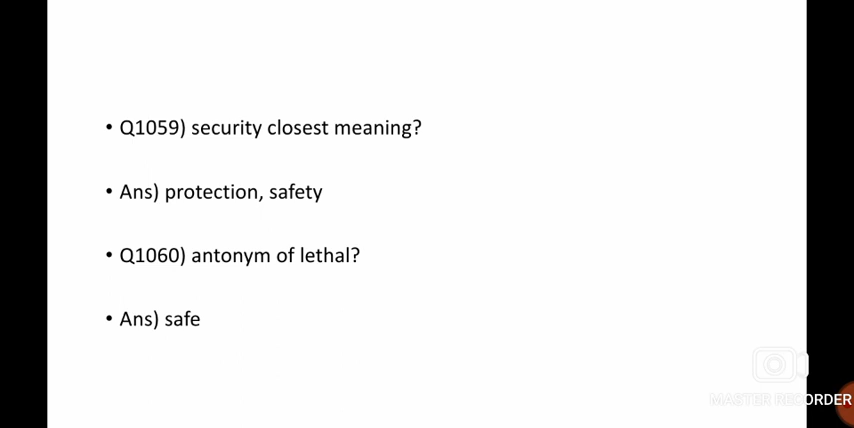 • Q1059) security closest meaning?
• Ans) protection, safety
• Q1060) antonym of lethal?
• Ans) safe
MASTER RECORDER